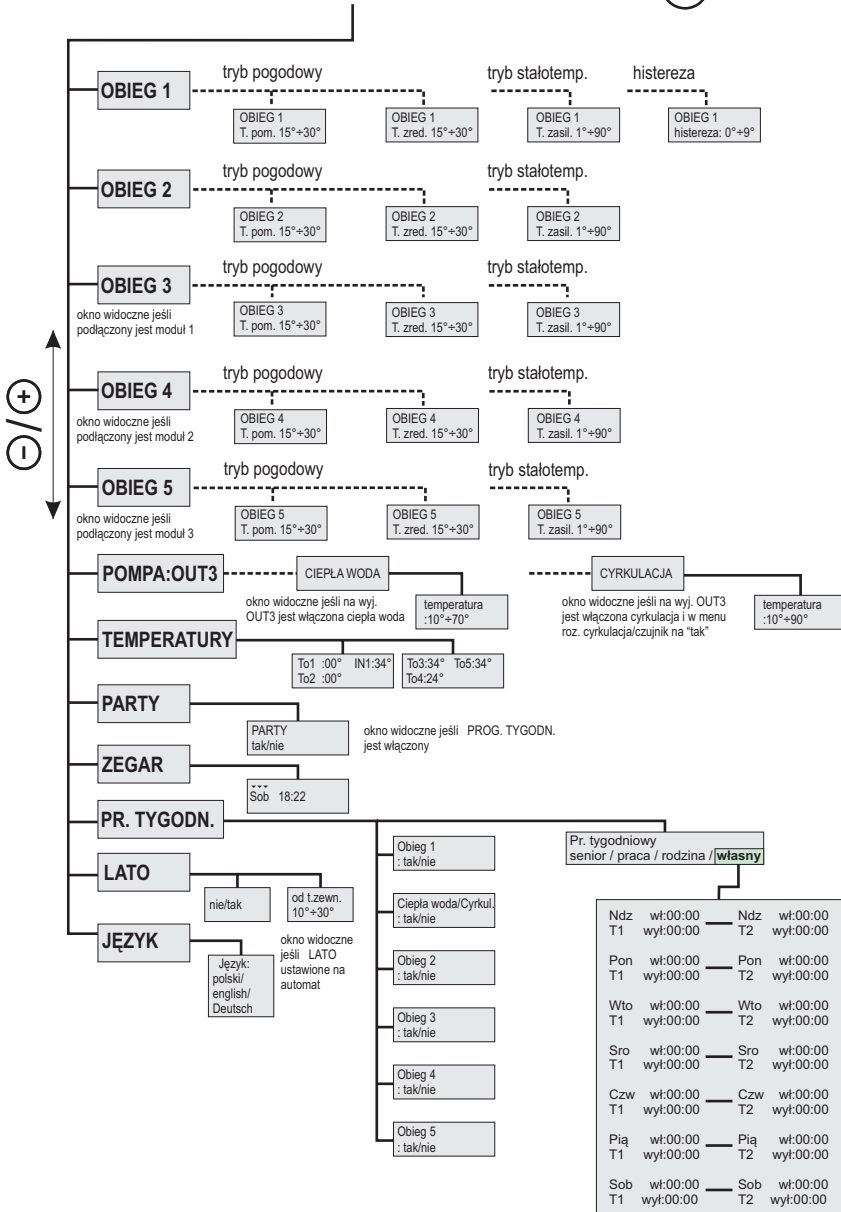 tryb pogodowy
tryb stałotemp.
histereza
OBIEG 1
OBIEG 1
T. pom. 15°÷30°
OBIEG 1
T. zred. 15°÷30°
OBIEG 1
T. zasil. 1°÷90°
OBIEG 1
histereza: 0°÷9°
tryb pogodowy
tryb stałotemp.
OBIEG 2
OBIEG 2
T. pom. 15°÷30°
OBIEG 2
T. zred. 15°÷30°
OBIEG 2
T. zasil. 1°÷90°
tryb pogodowy
tryb stałotemp.
OBIEG 3
okno widoczne jeśli
podłączony jest moduł 1
OBIEG 3
T. pom. 15°÷30°
OBIEG 3
T. zred. 15°÷30°
OBIEG 3
T. zasil. 1°÷90°
tryb pogodowy
tryb stałotemp.
OBIEG 4
okno widoczne jeśli
podłączony jest moduł 2
OBIEG 4
T. pom. 15°÷30°
OBIEG 4
T. zred. 15°÷30°
OBIEG 4
T. zasil. 1°÷90°
−/+
tryb pogodowy
tryb stałotemp.
OBIEG 5
okno widoczne jeśli
podłączony jest moduł 3
OBIEG 5
T. pom. 15°÷30°
OBIEG 5
T. zred. 15°÷30°
OBIEG 5
T. zasil. 1°÷90°
POMPA:OUT3
CIEPŁA WODA
okno widoczne jeśli na wyj.
OUT3 jest włączona ciepła woda
temperatura
:10°÷70°
CYRKULACJA
okno widoczne jeśli na wyj. OUT3
jest włączona cyrkulacja i w menu
roz. cyrkulacja/czujnik na “tak”
temperatura
:10°÷90°
TEMPERATURY
To1 :00° IN1:34°
To2 :00°
To3:34° To5:34°
To4:24°
PARTY
PARTY
tak/nie
okno widoczne jeśli PROG. TYGODN.
jest włączony
ZEGAR
Sob 18:22
PR. TYGODN.
Obieg 1
: tak/nie
Ciepła woda/Cyrkul.
: tak/nie
Obieg 2
: tak/nie
Obieg 3
: tak/nie
Obieg 4
: tak/nie
Obieg 5
: tak/nie
Pr. tygodniowy
senior / praca / rodzina / własny
Ndz wł:00:00 Ndz wł:00:00
T1 wył:00:00 T2 wył:00:00
Pon wł:00:00 Pon wł:00:00
T1 wył:00:00 T2 wył:00:00
Wto wł:00:00 Wto wł:00:00
T1 wył:00:00 T2 wył:00:00
Sro wł:00:00 Sro wł:00:00
T1 wył:00:00 T2 wył:00:00
Czw wł:00:00 Czw wł:00:00
T1 wył:00:00 T2 wył:00:00
Pią wł:00:00 Pią wł:00:00
T1 wył:00:00 T2 wył:00:00
Sob wł:00:00 Sob wł:00:00
T1 wył:00:00 T2 wył:00:00
LATO
nie/tak
od t.zewn.
10°÷30°
okno widoczne
jeśli LATO
ustawione na
automat
JĘZYK
Język:
polski/
english/
Deutsch